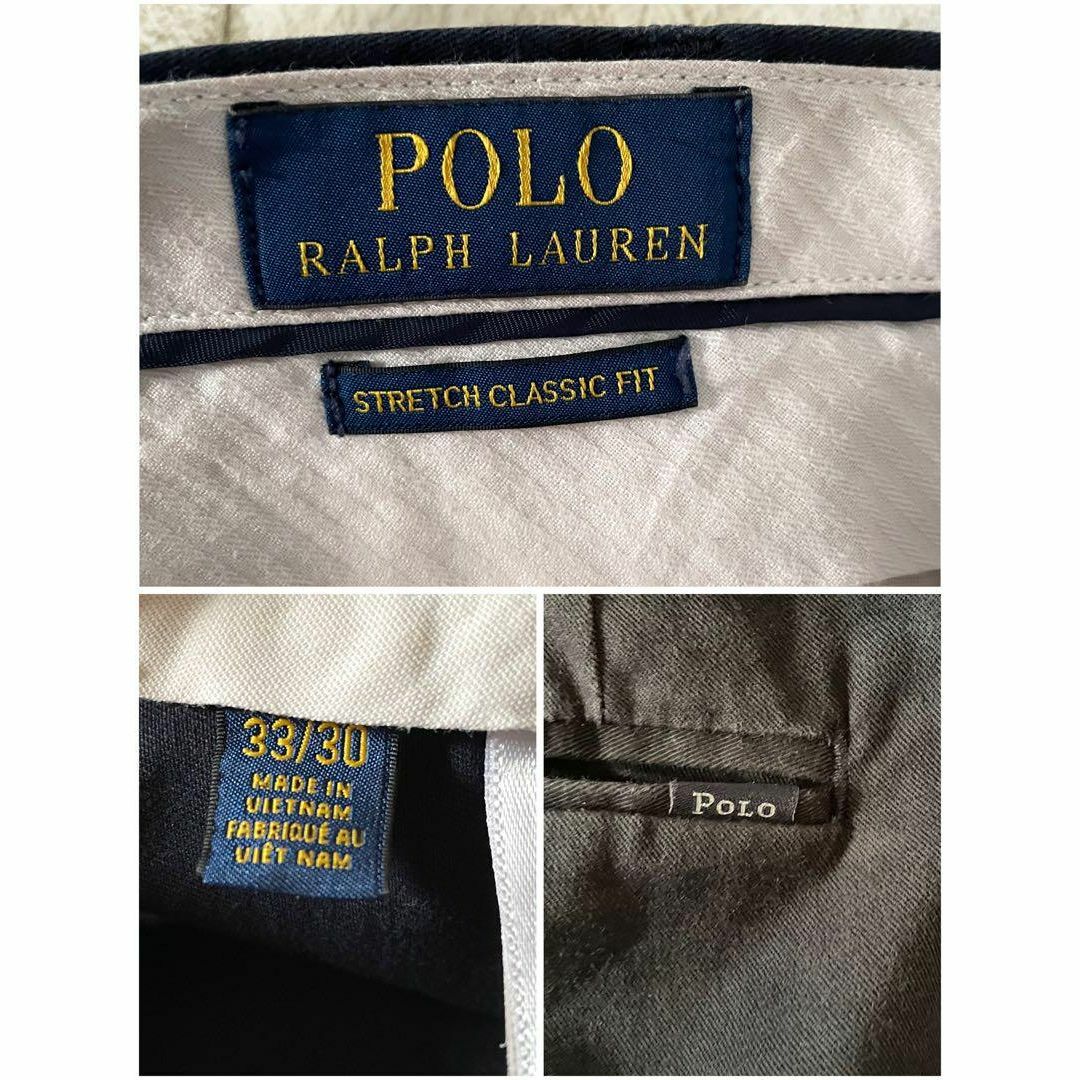 POLO
RALPH LAUREN
STRETCH CLASSIC FIT
33/30
MADE IN
VIETNAM
FABRIQUÉ AU
VIÊT NAM
POLO